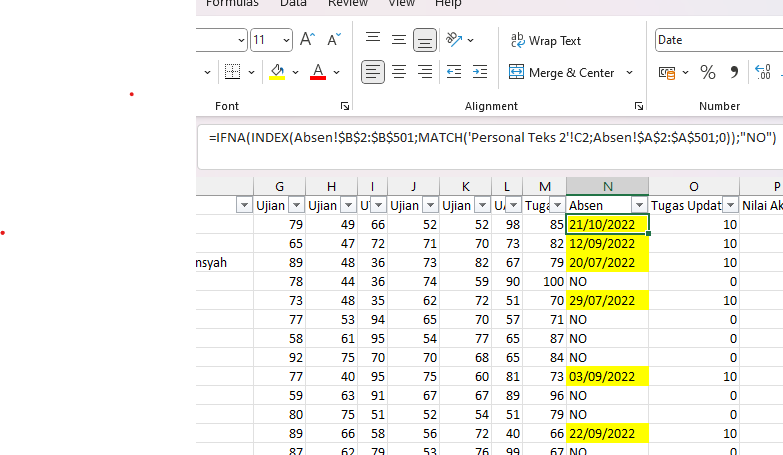 Formulas Data Review View Help
11 A A ab Wrap Text Date
A Merge & Center % 9 .00
Font Alignment Number
=IFNA(INDEX(Absen!$B$2:$B$501;MATCH('Personal Teks 2'!C2;Absen!$A$2:$A$501;0));"NO")
G H I J K L M N O P
Ujian Ujian U Ujian Ujian U Tuga Absen Tugas Updat Nilai Ak
79 49 66 52 52 98 85 21/10/2022 10
65 47 72 71 70 73 82 12/09/2022 10
nsyah 89 48 36 73 82 67 79 20/07/2022 10
78 44 36 74 59 90 100 NO 0
73 48 35 62 72 51 70 29/07/2022 10
77 53 94 65 70 57 71 NO 0
58 61 95 54 77 65 87 NO 0
92 75 70 70 68 65 84 NO 0
77 40 95 75 60 81 73 03/09/2022 10
59 63 91 67 67 89 96 NO 0
80 75 51 52 54 51 79 NO 0
89 66 58 56 72 40 66 22/09/2022 10
87 62 79 53 76 99 67 NO 0